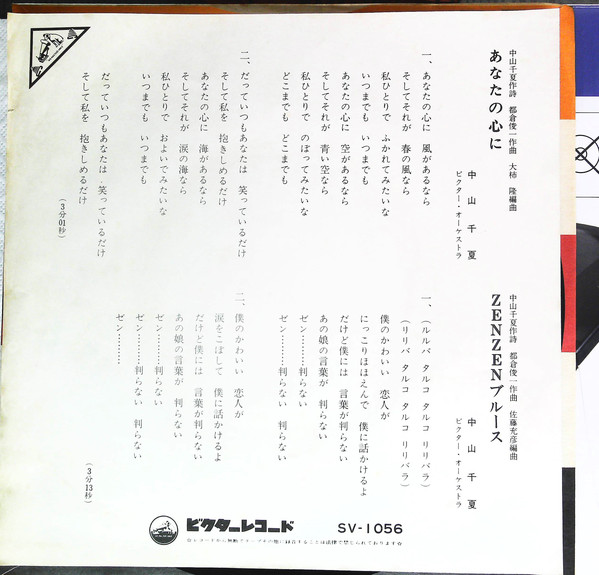 中山千夏作詩　都倉俊一作曲　大柿　隆編曲
あなたの心に
中　山　千　夏
ビクター・オーケストラ
一、あなたの心に　風があるなら
そしてそれが　春の風なら
私ひとりで　ふかれてみたいな
いつまでも　いつまでも
あなたの心に　空があるなら
そしてそれが　青い空なら
私ひとりで　のぼってみたいな
どこまでも　どこまでも
だっていつもあなたは　笑っているだけ
そして私を　抱きしめるだけ
二、あなたの心に　海があるなら
そしてそれが　涙の海なら
私ひとりで　およいでみたいな
いつまでも　いつまでも
だっていつもあなたは　笑っているだけ
そして私を　抱きしめるだけ
（3分01秒）
中山千夏作詩　都倉俊一作曲　佐藤允彦編曲
ZENZENブルース
中　山　千　夏
ビクター・オーケストラ
一、（ルルバ　タルコ　タルコ　リリバラ）
（リリバ　タルコ　タルコ　リリバラ）
僕のかわいい　恋人が
にっこりほほえんで　僕に話かけるよ
だけど僕には　言葉が判らない
あの娘の言葉が　判らない
ゼン………判らない　判らない
ゼン………
二、僕のかわいい　恋人が
涙をこぼして　僕に話かけるよ
だけど僕には　言葉が判らない
あの娘の言葉が　判らない
ゼン………判らない　判らない
ゼン………
（3分13秒）
ビクターレコード　SV-1056